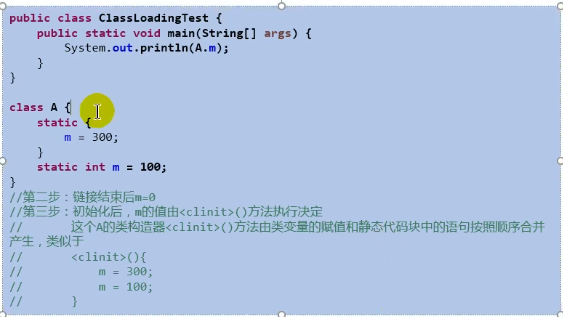 public class ClassLoadingTest {
public static void main(String[] args) {
System.out.println(A.m);
}
}
class A {
static {
m = 300;
}
static int m = 100;
}
//第二步：链接结束后m=0
//第三步：初始化后，m的值由<clinit>()方法执行决定
// 这个A的类构造器<clinit>()方法由类变量的赋值和静态代码块中的语句按照顺序合并
产生，类似于
// <clinit>(){
// m = 300;
// m = 100;
// }